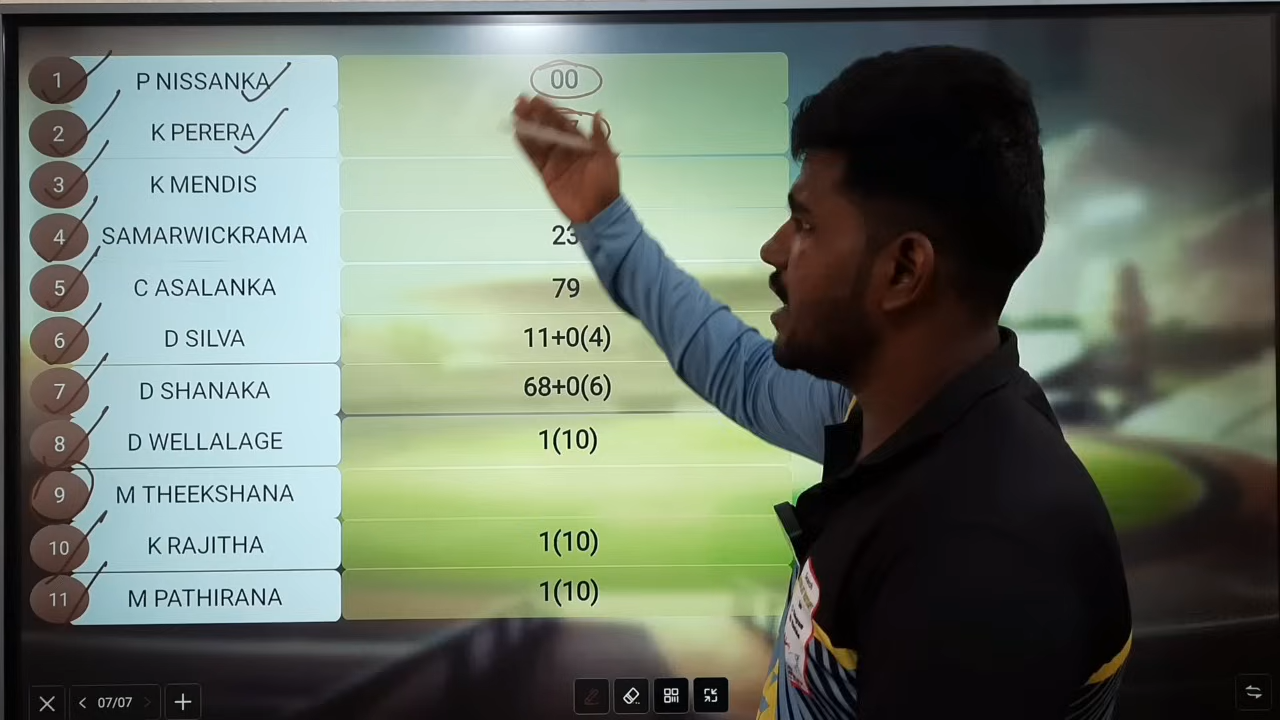 1 P NISSANKA 00
2 K PERERA
3 K MENDIS
4 SAMARWICKRAMA 23
5 C ASALANKA 79
6 D SILVA 11+0(4)
7 D SHANAKA 68+0(6)
8 D WELLALAGE 1(10)
9 M THEEKSHANA
10 K RAJITHA 1(10)
11 M PATHIRANA 1(10)
07/07